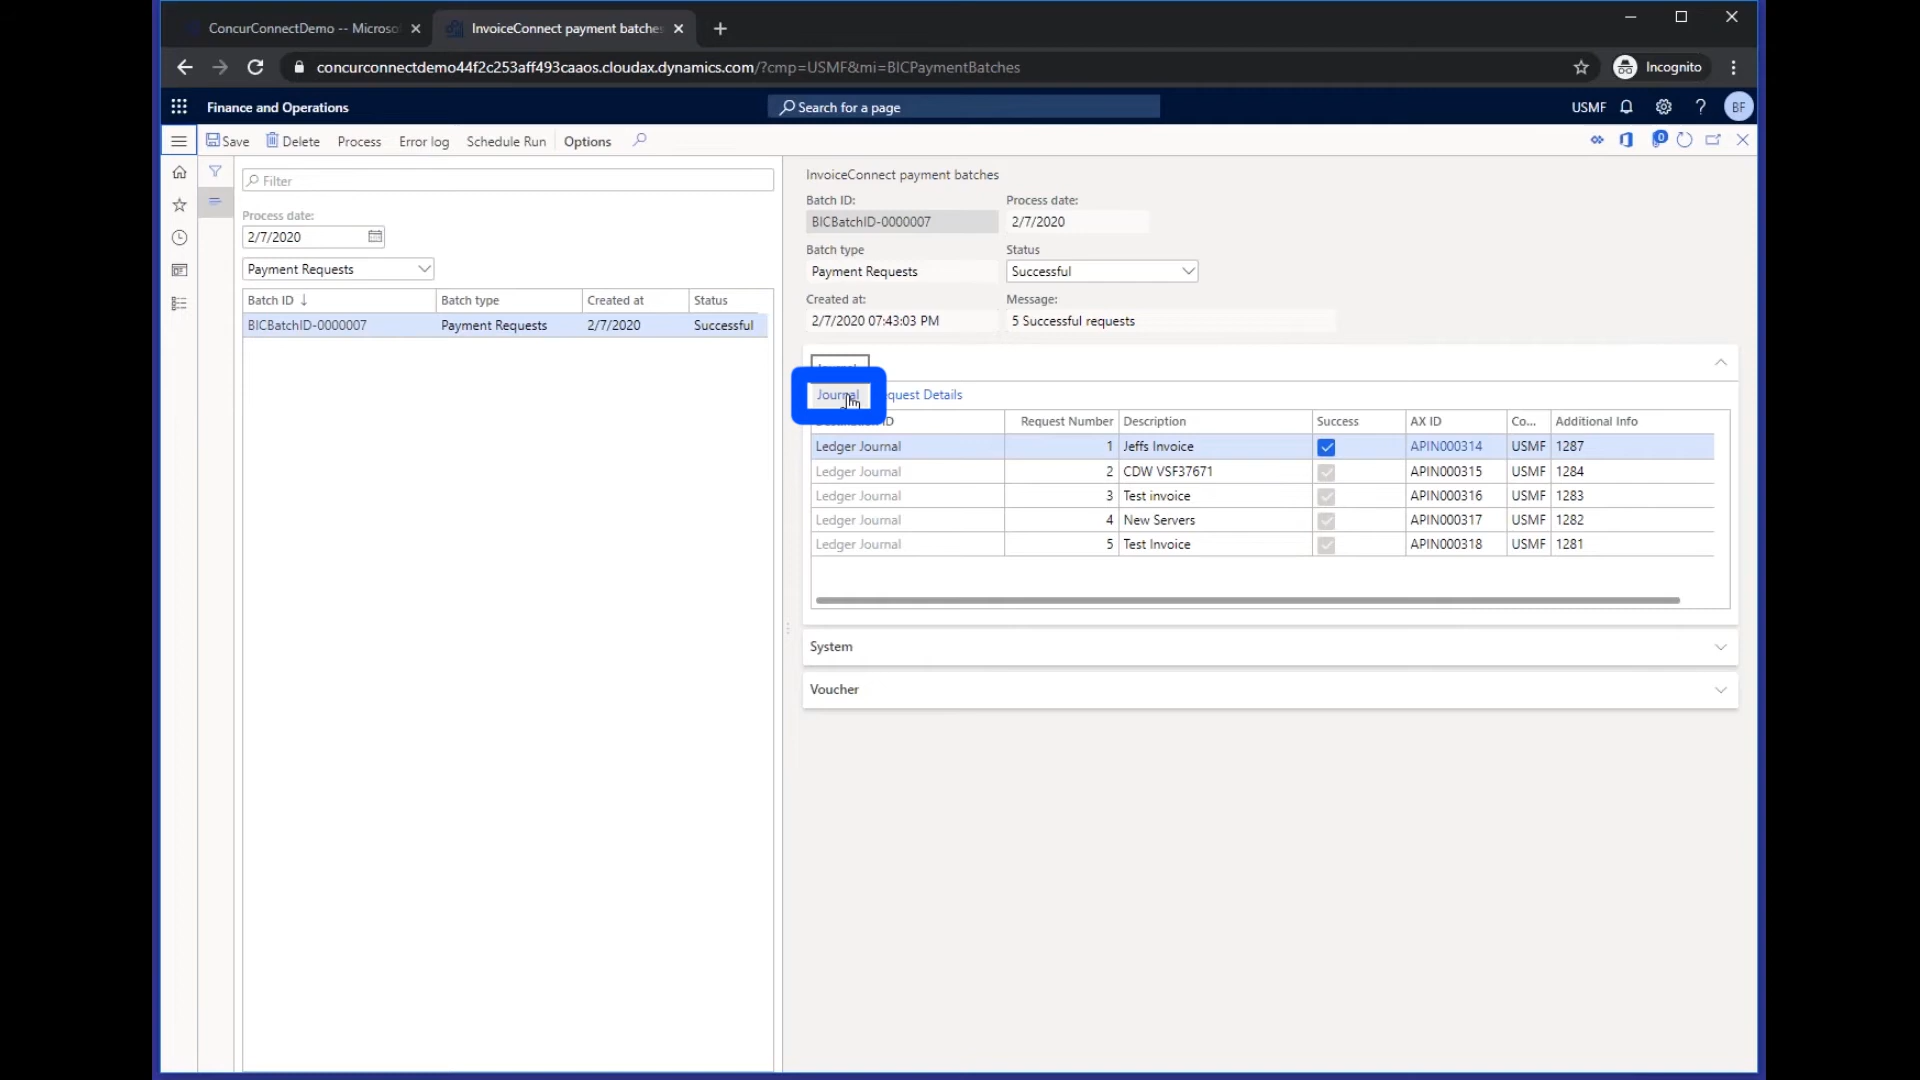 ConcurConnectDemo -- Microso
InvoiceConnect payment batches
concurconnectdemo44f2c253aff493caaos.cloudax.dynamics.com/?cmp=USMF&mi=BICPaymentBatches
Incognito
Finance and Operations
Search for a page
USMF
?
BF
Save
Delete
Process
Error log
Schedule Run
Options
0
Filter
Process date:
2/7/2020
Payment Requests
Batch ID ↓ Batch type Created at Status
BICBatchID-0000007 Payment Requests 2/7/2020 Successful
InvoiceConnect payment batches
Batch ID: Process date:
BICBatchID-0000007 2/7/2020
Batch type Status
Payment Requests Successful
Created at: Message:
2/7/2020 07:43:03 PM 5 Successful requests
Journal quest Details
Request Number Description Success AX ID Co... Additional Info
Ledger Journal 1 Jeffs Invoice APIN000314 USMF 1287
Ledger Journal 2 CDW VSF37671 APIN000315 USMF 1284
Ledger Journal 3 Test invoice APIN000316 USMF 1283
Ledger Journal 4 New Servers APIN000317 USMF 1282
Ledger Journal 5 Test Invoice APIN000318 USMF 1281
System
Voucher